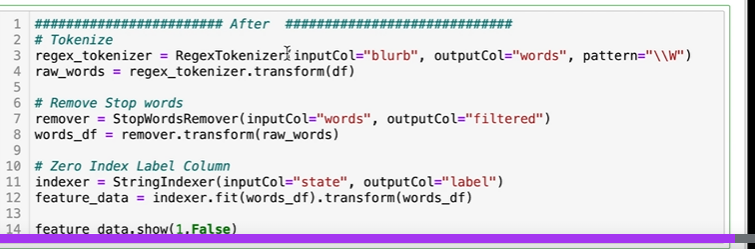 1 ######################## After ############################
2 # Tokenize
3 regex_tokenizer = RegexTokenizer(inputCol="blurb", outputCol="words", pattern="\\W")
4 raw_words = regex_tokenizer.transform(df)
5
6 # Remove Stop words
7 remover = StopWordsRemover(inputCol="words", outputCol="filtered")
8 words_df = remover.transform(raw_words)
9
10 # Zero Index Label Column
11 indexer = StringIndexer(inputCol="state", outputCol="label")
12 feature_data = indexer.fit(words_df).transform(words_df)
13
14 feature_data.show(1,False)